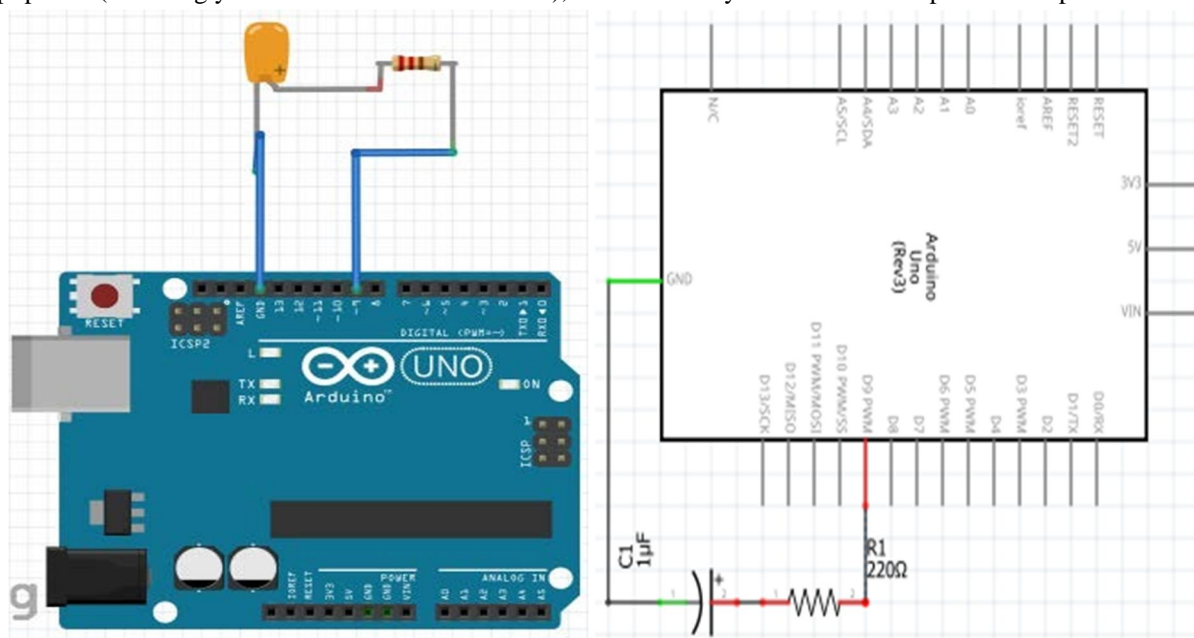 RESET
ICSP2
AREF
GND
13
12
~11
~10
~9
8
7
~6
~5
4
~3
2
TXD▶1
RXD◀0
DIGITAL (PWM=~)
L
TX
RX
Arduino™
UNO
ON
1
ICSP
IOREF
RESET
3V3
5V
GND
GND
VIN
POWER
ANALOG IN
A0
A1
A2
A3
A4
A5
g
+
N/C
A5/SCL
A4/SDA
A3
A2
A1
A0
ioref
AREF
RESET2
RESET
3V3
5V
VIN
GND
Arduino
Uno
(Rev3)
D13/SCK
D12/MISO
D11 PWM/MOSI
D10 PWM/SS
D9 PWM
D8
D7
D6 PWM
D5 PWM
D4
D3 PWM
D2
D1/TX
D0/RX
C1
1µF
1
+
2
1
2
R1
220Ω